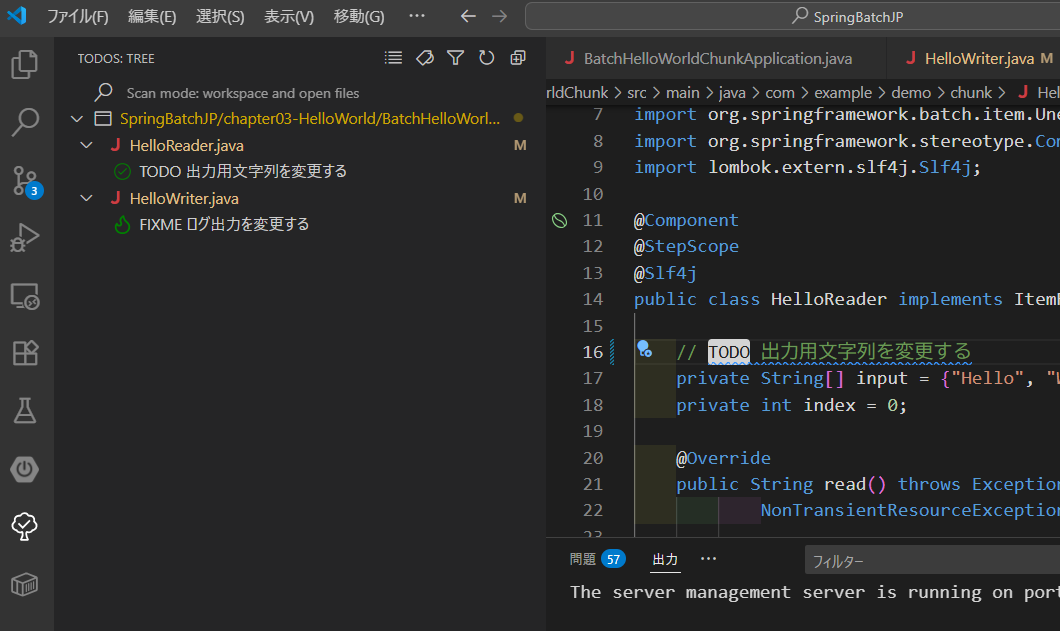 ファイル(F) 編集(E) 選択(S) 表示(V) 移動(G) ··· SpringBatchJP
TODOS: TREE
Scan mode: workspace and open files
SpringBatchJP/chapter03-HelloWorld/BatchHelloWorl...
HelloReader.java M
TODO 出力用文字列を変更する
HelloWriter.java M
FIXME ログ出力を変更する
3
J BatchHelloWorldChunkApplication.java J HelloWriter.java M
rldChunk > src > main > java > com > example > demo > chunk > J Hel
7 import org.springframework.batch.item.Une
8 import org.springframework.stereotype.Co
9 import lombok.extern.slf4j.Slf4j;
10
11 @Component
12 @StepScope
13 @Slf4j
14 public class HelloReader implements Item
15
16 // TODO 出力用文字列を変更する
17 private String[] input = {"Hello", "W
18 private int index = 0;
19
20 @Override
21 public String read() throws Exception
22 NonTransientResourceException
23
問題 57 出力 ··· フィルター
The server management server is running on port